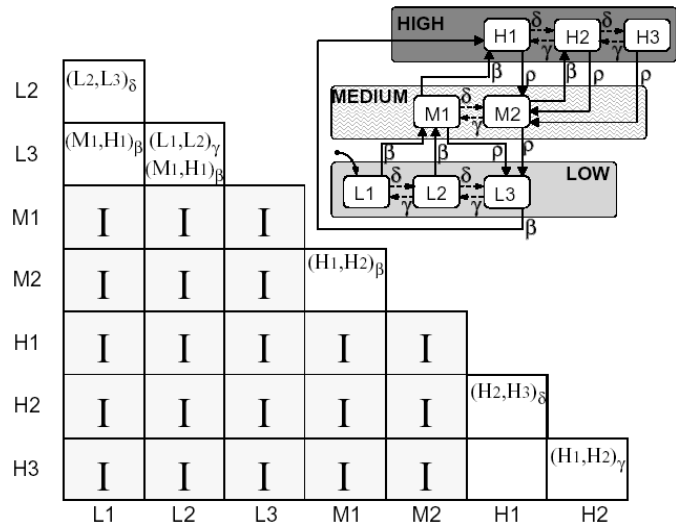 HIGH
H1 δ H2 δ H3
γ γ
β ρ β ρ ρ
MEDIUM
M1 δ M2
γ
β β ρ ρ
LOW
L1 δ L2 δ L3
γ γ
β
L2 (L2,L3)δ
L3 (M1,H1)β (L1,L2)γ
(M1,H1)β
M1 I I I
M2 I I I (H1,H2)β
H1 I I I I I
H2 I I I I I (H2,H3)δ
H3 I I I I I (H1,H2)γ
L1 L2 L3 M1 M2 H1 H2